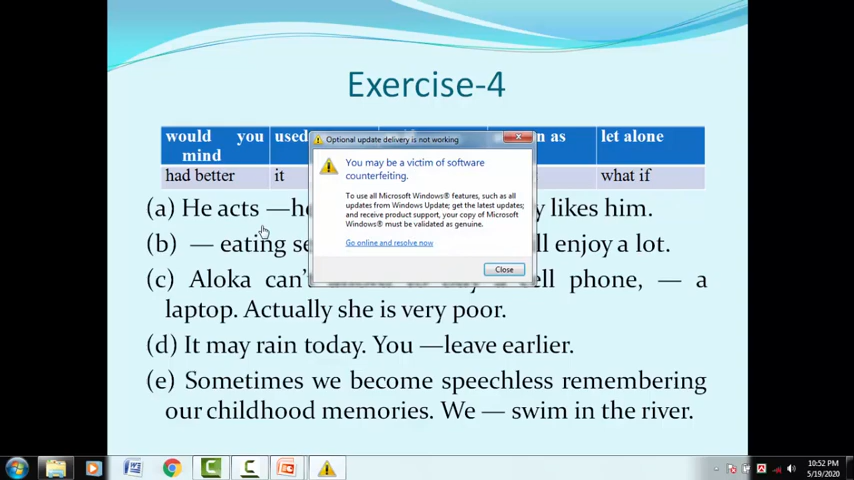 Exercise-4
would you used as let alone
mind
had better it what if
Optional update delivery is not working
You may be a victim of software
counterfeiting.
To use all Microsoft Windows® features, such as all
updates from Windows Update; get the latest updates;
and receive product support, your copy of Microsoft
Windows® must be validated as genuine.
Go online and resolve now
Close
(a) He acts — likes him.
(b) — eating enjoy a lot.
(c) Aloka can't phone, — a
laptop. Actually she is very poor.
(d) It may rain today. You —leave earlier.
(e) Sometimes we become speechless remembering
our childhood memories. We — swim in the river.
10:52 PM
5/19/2020